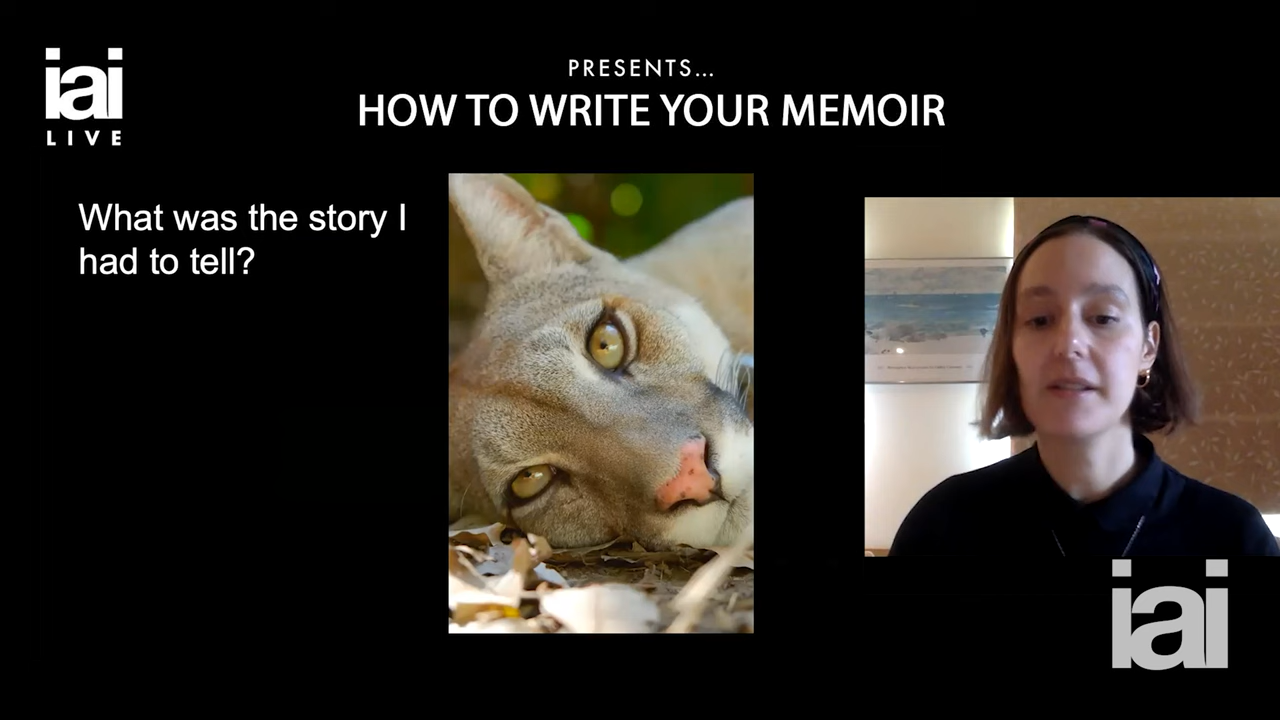 iai
LIVE
PRESENTS...
HOW TO WRITE YOUR MEMOIR
What was the story I
had to tell?
iai